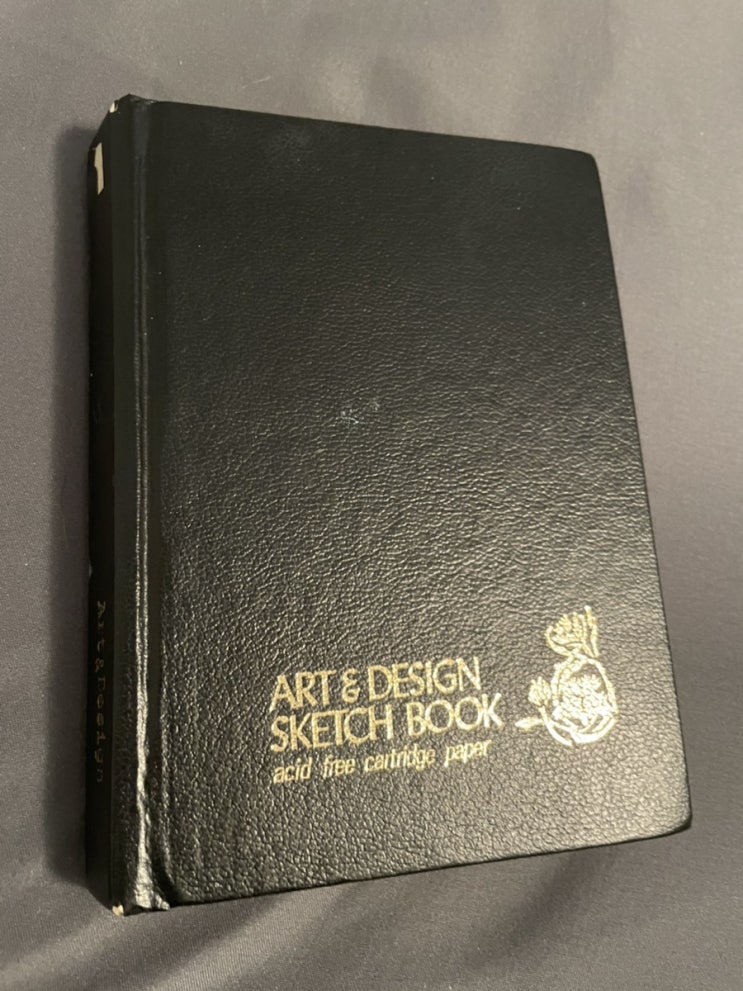 ART & DESIGN
SKETCH BOOK
acid free cartridge paper
Art&Design